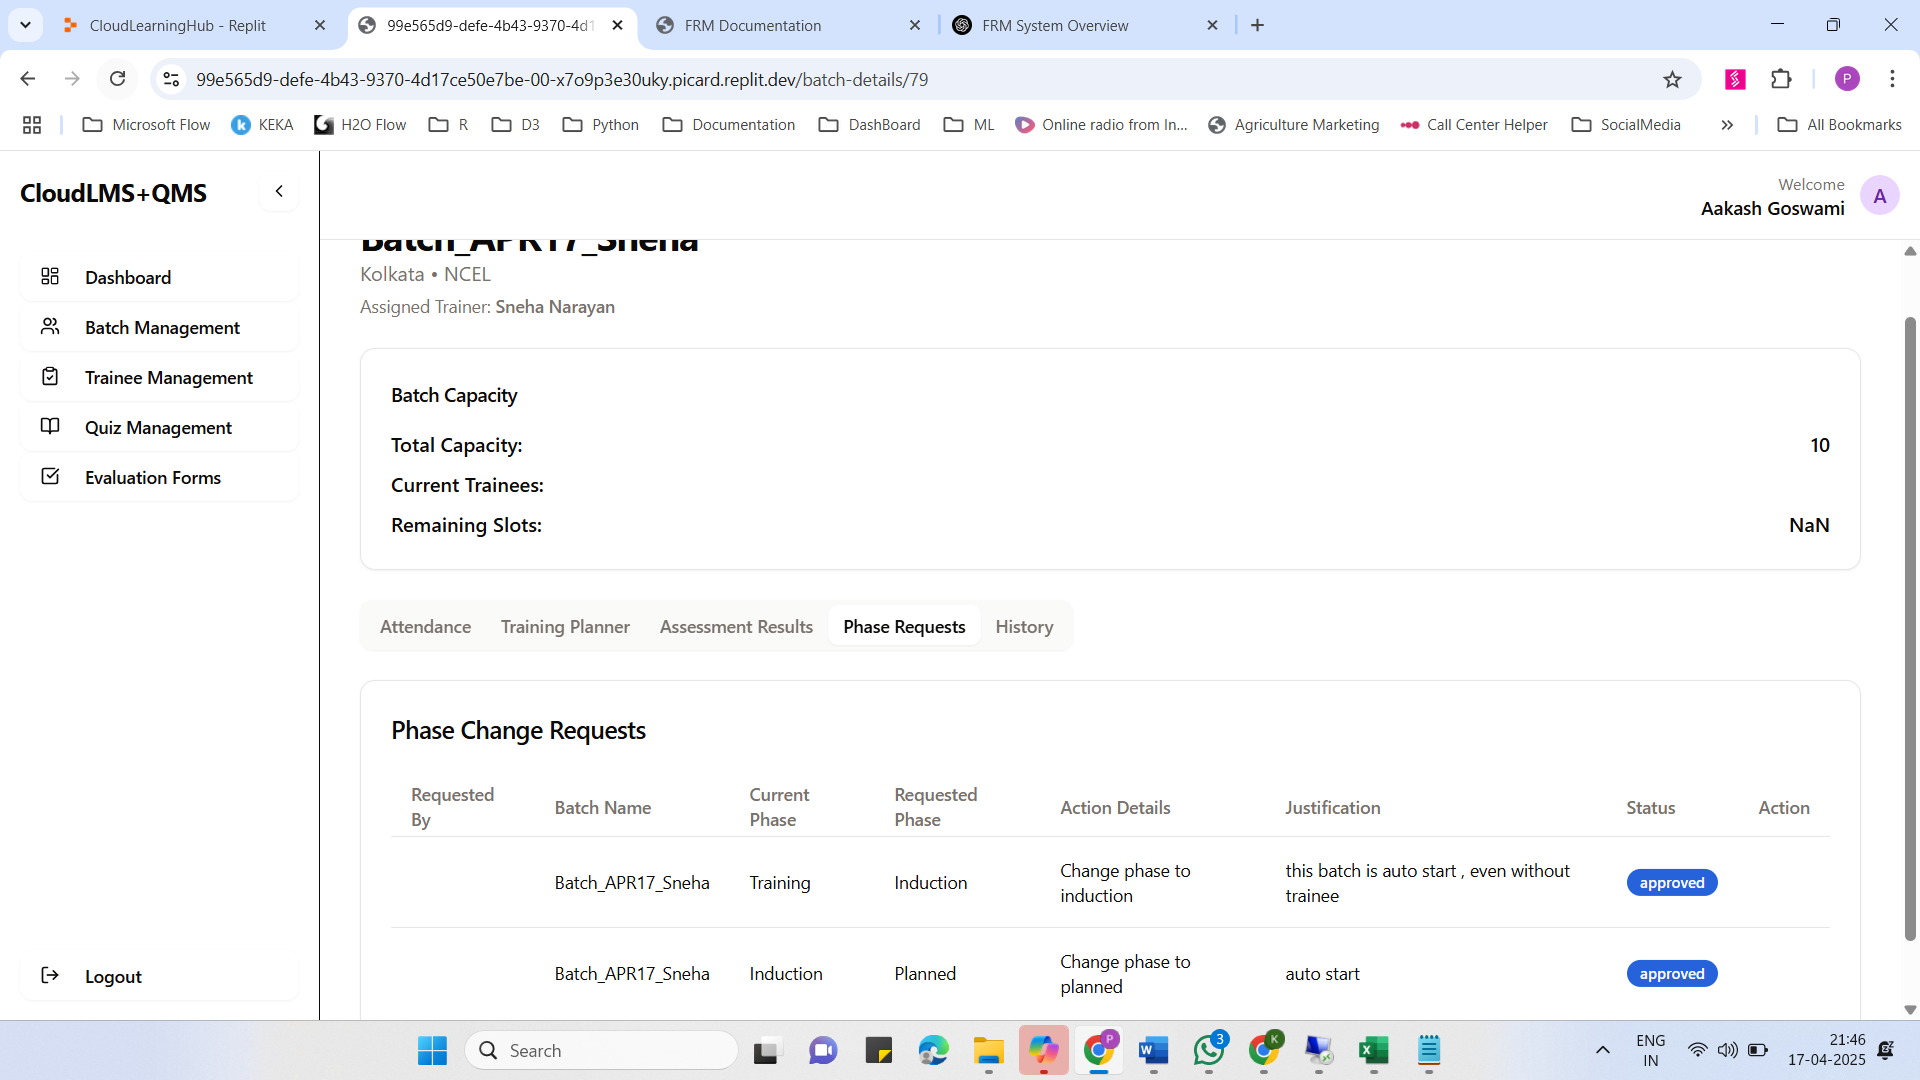 CloudLearningHub - Replit
99e565d9-defe-4b43-9370-4d1
FRM Documentation
FRM System Overview
99e565d9-defe-4b43-9370-4d17ce50e7be-00-x7o9p3e30uky.picard.replit.dev/batch-details/79
P
Microsoft Flow
KEKA
H2O Flow
R
D3
Python
Documentation
DashBoard
ML
Online radio from In...
Agriculture Marketing
Call Center Helper
SocialMedia
All Bookmarks
CloudLMS+QMS
Welcome
Aakash Goswami
A
Dashboard
Batch Management
Trainee Management
Quiz Management
Evaluation Forms
Logout
Batch_APR17_Sneha
Kolkata • NCEL
Assigned Trainer: Sneha Narayan
Batch Capacity
Total Capacity: 10
Current Trainees:
Remaining Slots: NaN
Attendance
Training Planner
Assessment Results
Phase Requests
History
Phase Change Requests
Requested By
Batch Name
Current Phase
Requested Phase
Action Details
Justification
Status
Action
Batch_APR17_Sneha
Training
Induction
Change phase to
induction
this batch is auto start , even without
trainee
approved
Batch_APR17_Sneha
Induction
Planned
Change phase to
planned
auto start
approved
Search
P
3
K
ENG
IN
21:46
17-04-2025